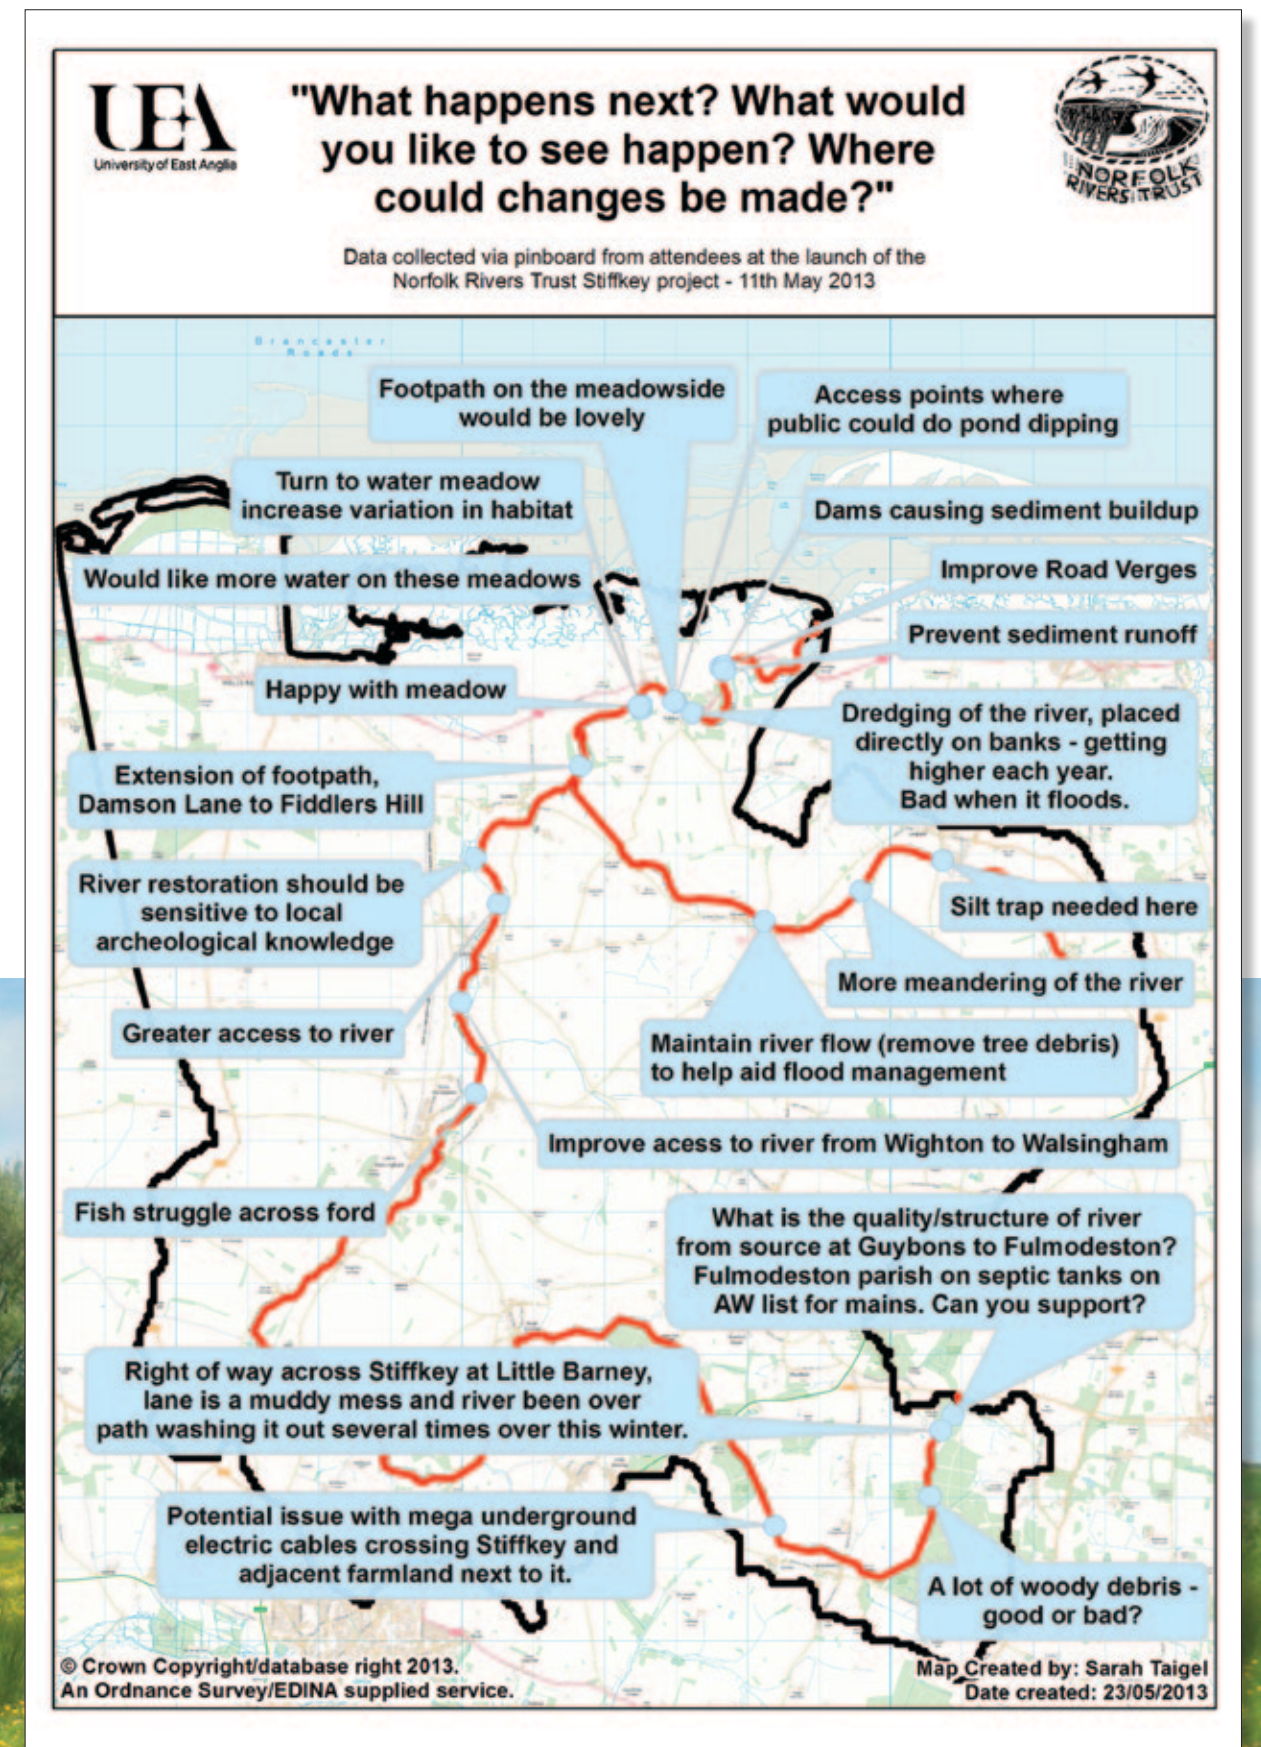 UEA
University of East Anglia
"What happens next? What would
you like to see happen? Where
could changes be made?"
NORFOLK
RIVERS TRUST
Data collected via pinboard from attendees at the launch of the
Norfolk Rivers Trust Stiffkey project - 11th May 2013
Brancaster
Roads
Footpath on the meadowside
would be lovely
Access points where
public could do pond dipping
Turn to water meadow
increase variation in habitat
Dams causing sediment buildup
Would like more water on these meadows
Improve Road Verges
Prevent sediment runoff
Happy with meadow
Dredging of the river, placed
directly on banks - getting
higher each year.
Bad when it floods.
Extension of footpath,
Damson Lane to Fiddlers Hill
River restoration should be
sensitive to local
archeological knowledge
Silt trap needed here
More meandering of the river
Greater access to river
Maintain river flow (remove tree debris)
to help aid flood management
Improve acess to river from Wighton to Walsingham
Fish struggle across ford
What is the quality/structure of river
from source at Guybons to Fulmodeston?
Fulmodeston parish on septic tanks on
AW list for mains. Can you support?
Right of way across Stiffkey at Little Barney,
lane is a muddy mess and river been over
path washing it out several times over this winter.
Potential issue with mega underground
electric cables crossing Stiffkey and
adjacent farmland next to it.
A lot of woody debris -
good or bad?
© Crown Copyright/database right 2013.
An Ordnance Survey/EDINA supplied service.
Map Created by: Sarah Taigel
Date created: 23/05/2013